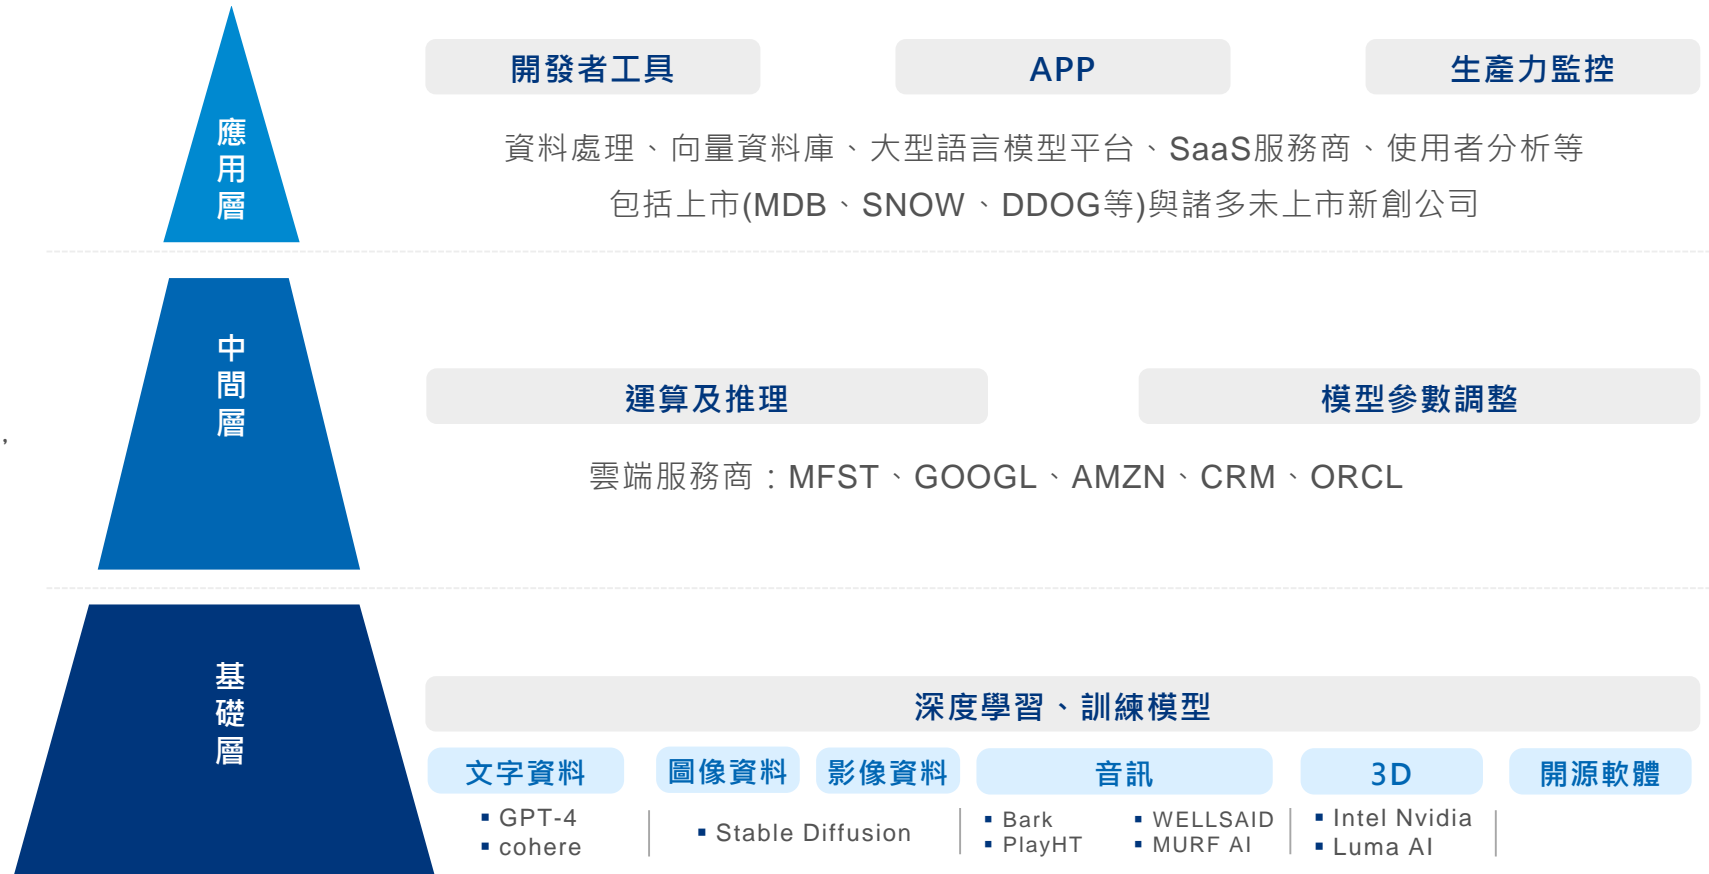 應用層
開發者工具
APP
生產力監控
資料處理、向量資料庫、大型語言模型平台、SaaS服務商、使用者分析等
包括上市(MDB、SNOW、DDOG等)與諸多未上市新創公司
中間層
運算及推理
模型參數調整
，
雲端服務商：MFST、GOOGL、AMZN、CRM、ORCL
基礎層
深度學習、訓練模型
文字資料
圖像資料
影像資料
音訊
3D
開源軟體
▪ GPT-4
▪ cohere
▪ Stable Diffusion
▪ Bark
▪ PlayHT
▪ WELLSAID
▪ MURF AI
▪ Intel Nvidia
▪ Luma AI